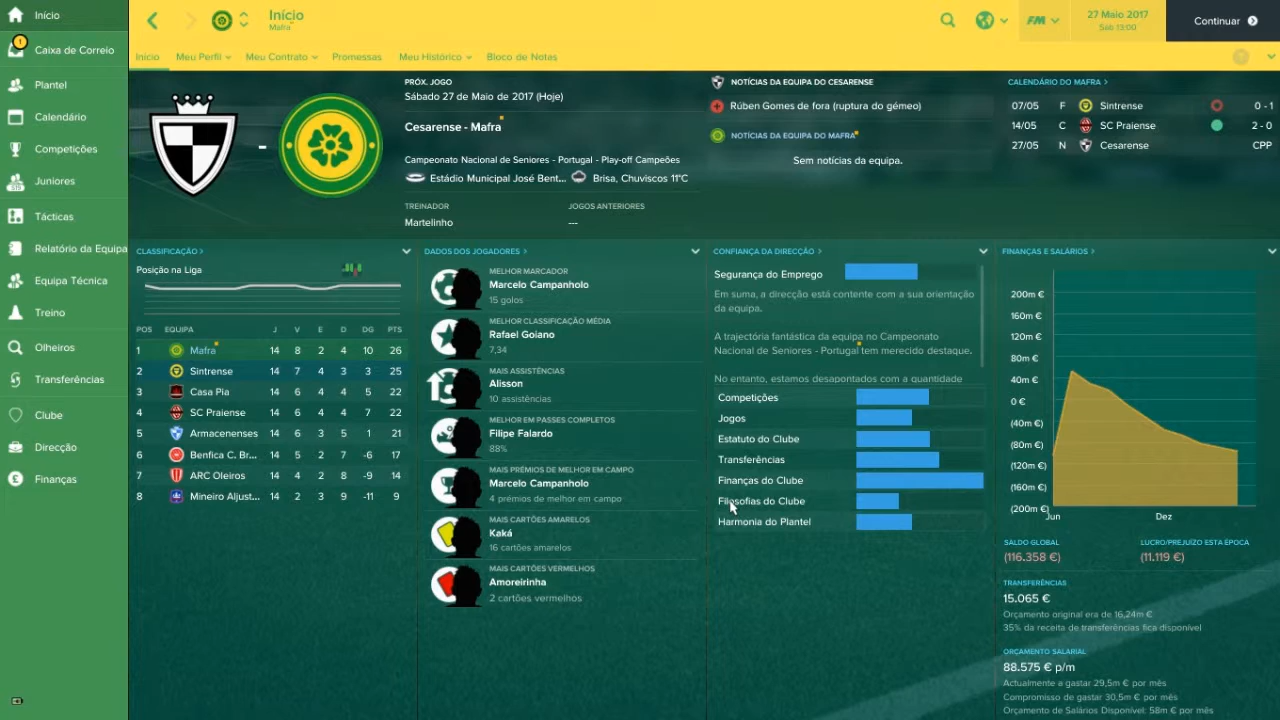 Início
Caixa de Correio
1
Plantel
Calendário
Competições
Juniores
Tácticas
Relatório da Equipa
Equipa Técnica
Treino
Olheiros
Transferências
Clube
Direcção
Finanças
Início
Mafra
FM
27 Maio 2017
Sáb 13:00
Continuar
Início
Meu Perfil
Meu Contrato
Promessas
Meu Histórico
Bloco de Notas
PRÓX. JOGO
Sábado 27 de Maio de 2017 (Hoje)
Cesarense - Mafra
Campeonato Nacional de Seniores - Portugal - Play-off Campeões
Estádio Municipal José Bent...
Brisa, Chuviscos 11°C
TREINADOR
JOGOS ANTERIORES
Martelinho
---
-
NOTÍCIAS DA EQUIPA DO CESARENSE
Rúben Gomes de fora (ruptura do gémeo)
NOTÍCIAS DA EQUIPA DO MAFRA
Sem notícias da equipa.
CALENDÁRIO DO MAFRA >
07/05 F Sintrense 0 - 1
14/05 C SC Praiense 2 - 0
27/05 N Cesarense CPP
CLASSIFICAÇÃO >
Posição na Liga
POS EQUIPA J V E D DG PTS
1 Mafra 14 8 2 4 10 26
2 Sintrense 14 7 4 3 3 25
3 Casa Pia 14 6 4 4 5 22
4 SC Praiense 14 6 4 4 7 22
5 Armacenenses 14 6 3 5 1 21
6 Benfica C. Br... 14 5 2 7 -6 17
7 ARC Oleiros 14 4 2 8 -9 14
8 Mineiro Aljust... 14 2 3 9 -11 9
DADOS DOS JOGADORES >
MELHOR MARCADOR
Marcelo Campanholo
15 golos
MELHOR CLASSIFICAÇÃO MÉDIA
Rafael Goiano
7,34
MAIS ASSISTÊNCIAS
Alisson
10 assistências
MELHOR EM PASSES COMPLETOS
Filipe Falardo
88%
MAIS PRÉMIOS DE MELHOR EM CAMPO
Marcelo Campanholo
4 prémios de melhor em campo
MAIS CARTÕES AMARELOS
Kaká
16 cartões amarelos
MAIS CARTÕES VERMELHOS
Amoreirinha
2 cartões vermelhos
CONFIANÇA DA DIRECÇÃO >
Segurança do Emprego
Em suma, a direcção está contente com a sua orientação
da equipa.
A trajectória fantástica da equipa no Campeonato
Nacional de Seniores - Portugal tem merecido destaque.
No entanto, estamos desapontados com a quantidade
Competições
Jogos
Estatuto do Clube
Transferências
Finanças do Clube
Filosofias do Clube
Harmonia do Plantel
FINANÇAS E SALÁRIOS >
200m €
160m €
120m €
80m €
40m €
0 €
(40m €)
(80m €)
(120m €)
(160m €)
(200m €)
Jun
Dez
SALDO GLOBAL
LUCRO/PREJUÍZO ESTA ÉPOCA
(116.358 €)
(11.119 €)
TRANSFERÊNCIAS
15.065 €
Orçamento original era de 16,24m €
35% da receita de transferências fica disponível
ORÇAMENTO SALARIAL
88.575 € p/m
Actualmente a gastar 29,5m € por mês
Compromisso de gastar 30,5m € por mês
Orçamento de Salários Disponível: 58m € por mês